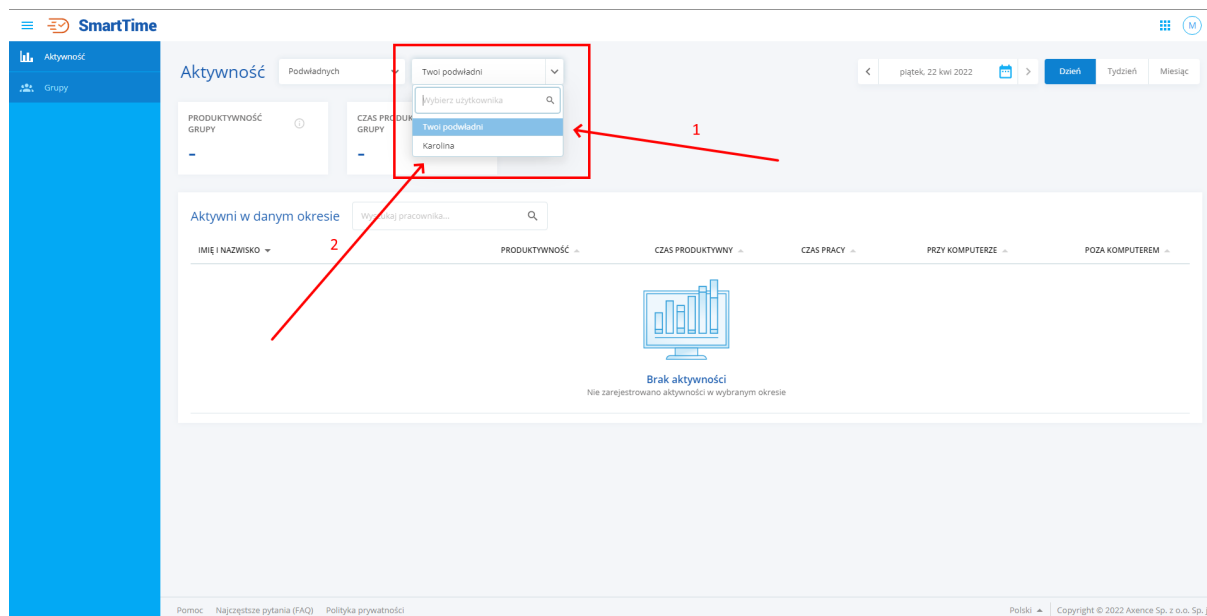 SmartTime
M
Aktywność
Grupy
Aktywność
Podwładnych
Twoi podwładni
piątek, 22 kwi 2022
Dzień
Tydzień
Miesiąc
Wybierz użytkownika
Twoi podwładni
Karolina
PRODUKTYWNOŚĆ
GRUPY
-
CZAS PRODUK
GRUPY
-
1
2
Aktywni w danym okresie
pracownika...
IMIĘ I NAZWISKO
PRODUKTYWNOŚĆ
CZAS PRODUKTYWNY
CZAS PRACY
PRZY KOMPUTERZE
POZA KOMPUTEREM
Brak aktywności
Nie zarejestrowano aktywności w wybranym okresie
Pomoc
Najczęstsze pytania (FAQ)
Polityka prywatności
Polski
Copyright © 2022 Axence Sp. z o.o. Sp. j